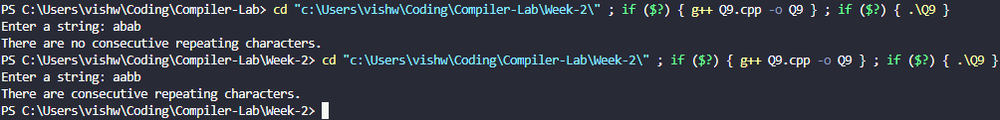 PS C:\Users\vishw\Coding\Compiler-Lab> cd "c:\Users\vishw\Coding\Compiler-Lab\Week-2\" ; if ($?) { g++ Q9.cpp -o Q9 } ; if ($?) { .\Q9 }
Enter a string: abab
There are no consecutive repeating characters.
PS C:\Users\vishw\Coding\Compiler-Lab\Week-2> cd "c:\Users\vishw\Coding\Compiler-Lab\Week-2\" ; if ($?) { g++ Q9.cpp -o Q9 } ; if ($?) { .\Q9 }
Enter a string: aabb
There are consecutive repeating characters.
PS C:\Users\vishw\Coding\Compiler-Lab\Week-2>